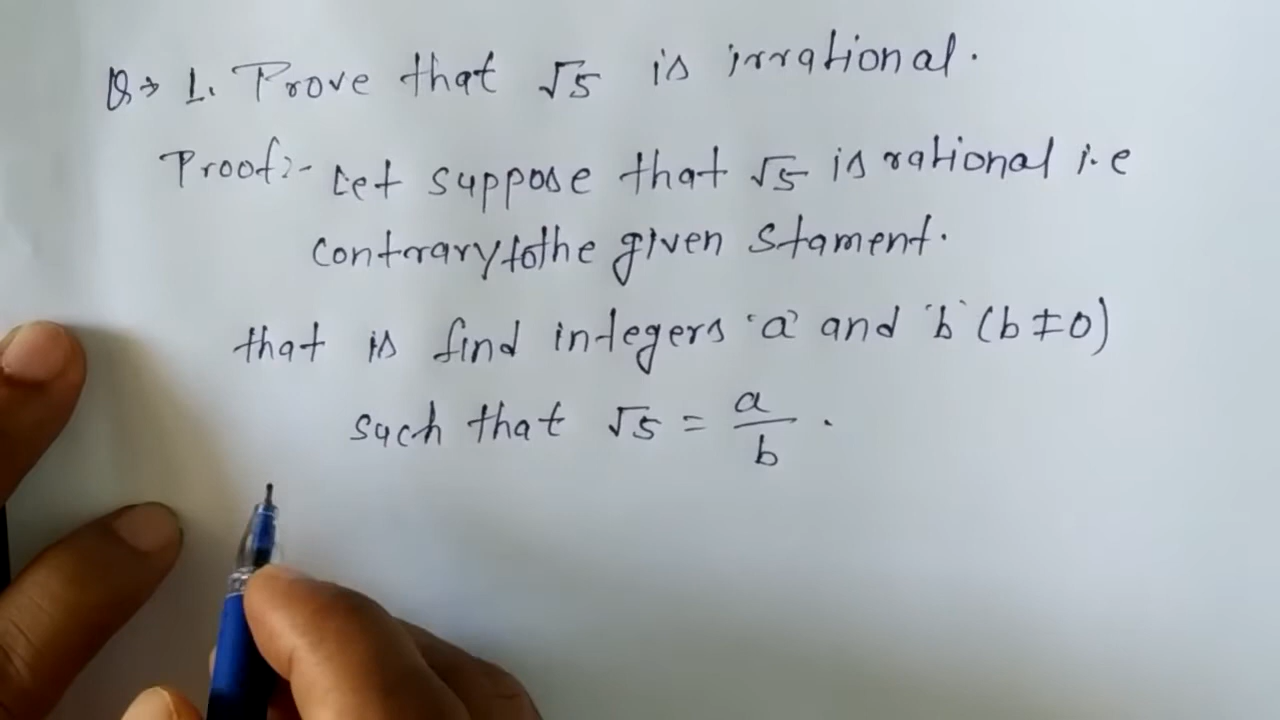 Q→ 1. Prove that √5 is irrational.
Proof:- Let suppose that √5 is rational i.e
contrary to the given stament.
that is find integers 'a' and 'b' (b≠0)
such that √5 = a/b .